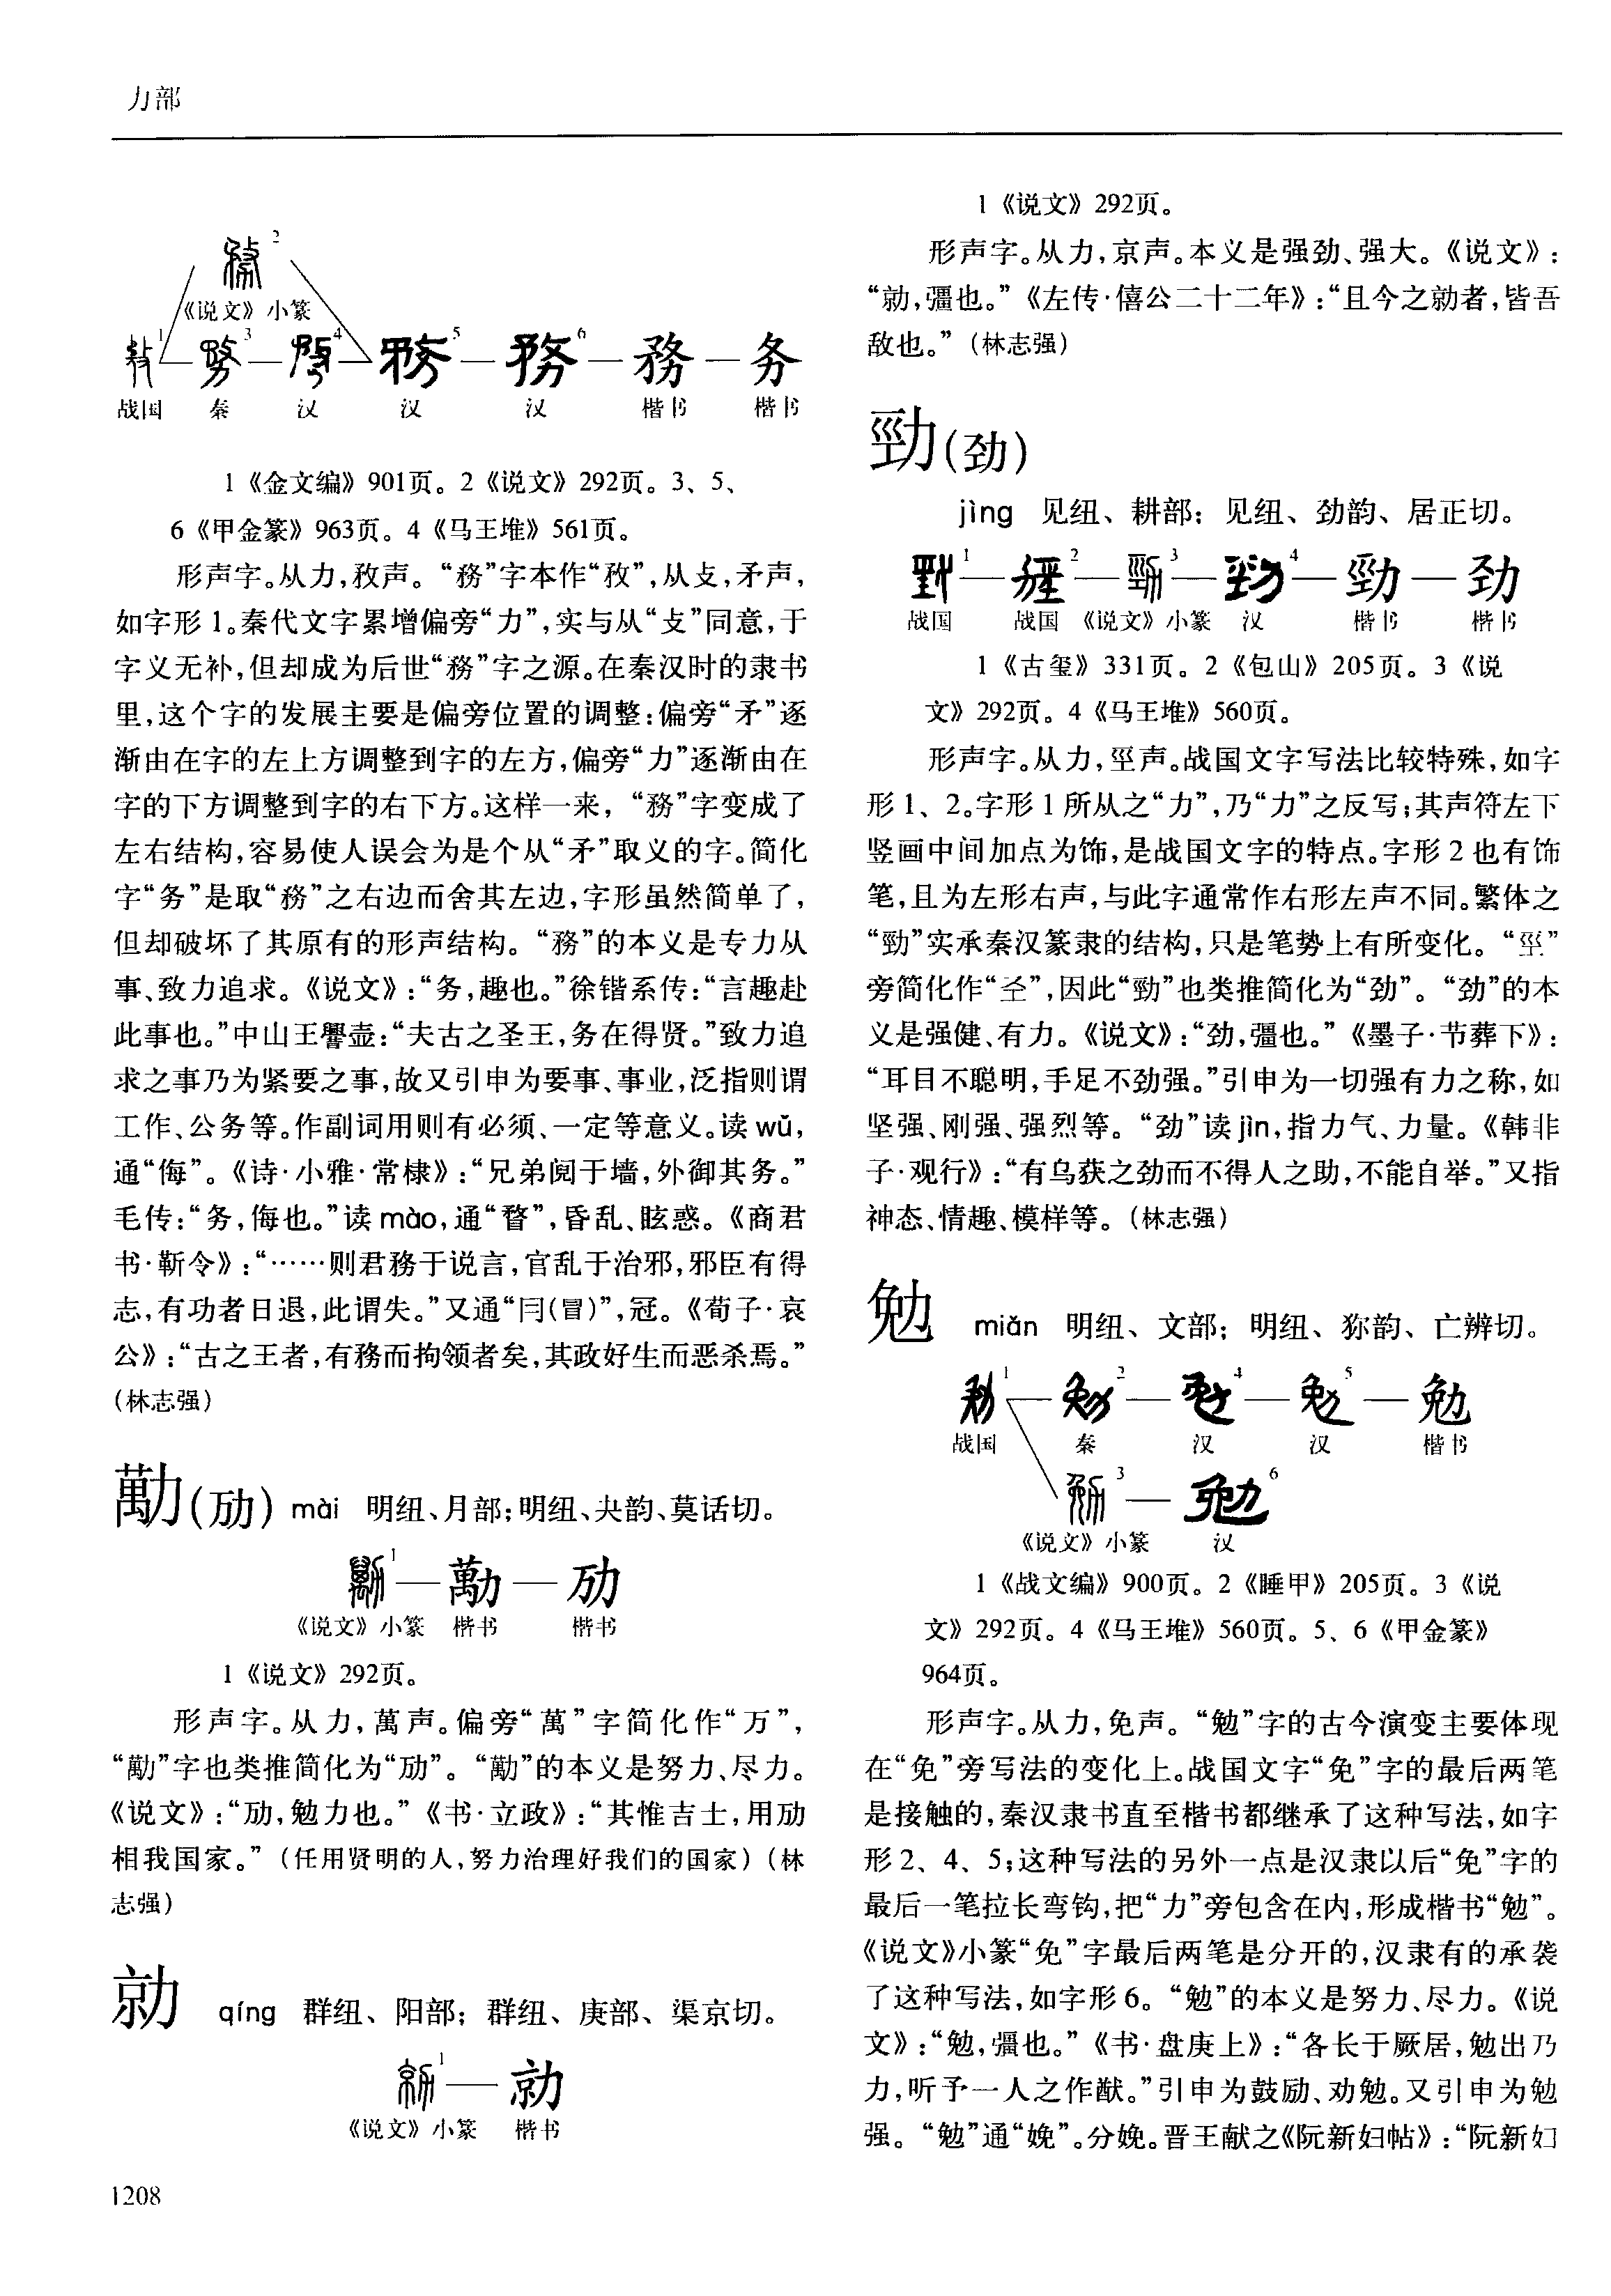 力部
2
《说文》小篆
1 3 4 5 6
務 务
战国 秦 汉 汉 汉 楷书 楷书
1《金文编》901页。2《说文》292页。3、5、
6《甲金篆》963页。4《马王堆》561页。
形声字。从力，敄声。“務”字本作“敄”，从攴，矛声，
如字形1。秦代文字累增偏旁“力”，实与从“攴”同意，于
字义无补，但却成为后世“務”字之源。在秦汉时的隶书
里，这个字的发展主要是偏旁位置的调整：偏旁“矛”逐
渐由在字的左上方调整到字的左方，偏旁“力”逐渐由在
字的下方调整到字的右下方。这样一来，“務”字变成了
左右结构，容易使人误会为是个从“矛”取义的字。简化
字“务”是取“務”之右边而舍其左边，字形虽然简单了，
但却破坏了其原有的形声结构。“務”的本义是专力从
事、致力追求。《说文》：“务，趣也。”徐锴系传：“言趣赴
此事也。”中山王譽壶：“夫古之圣王，务在得贤。”致力追
求之事乃为紧要之事，故又引申为要事、事业，泛指则谓
工作、公务等。作副词用则有必须、一定等意义。读wǔ，
通“侮”。《诗·小雅·常棣》：“兄弟阋于墙，外御其务。”
毛传：“务，侮也。”读mào，通“瞀”，昏乱、眩惑。《商君
书·靳令》：“……则君務于说言，官乱于治邪，邪臣有得
志，有功者日退，此谓失。”又通“冃(冒)”，冠。《荀子·哀
公》：“古之王者，有務而拘领者矣，其政好生而恶杀焉。”
（林志强）
勱(劢) mài 明纽、月部；明纽、夬韵、莫话切。
1 勱 劢
《说文》小篆 楷书 楷书
1《说文》292页。
形声字。从力，萬声。偏旁“萬”字简化作“万”，
“勱”字也类推简化为“劢”。“勱”的本义是努力、尽力。
《说文》：“劢，勉力也。”《书·立政》：“其惟吉士，用劢
相我国家。”（任用贤明的人，努力治理好我们的国家）（林
志强）
勍 qíng 群纽、阳部；群纽、庚部、渠京切。
1 勍
《说文》小篆 楷书
1208
1《说文》292页。
形声字。从力，京声。本义是强劲、强大。《说文》：
“勍，彊也。”《左传·僖公二十二年》：“且今之勍者，皆吾
敌也。”（林志强）
勁(劲)
jìng 见纽、耕部；见纽、劲韵、居正切。
1 2 3 4 勁 劲
战国 战国 《说文》小篆 汉 楷书 楷书
1《古玺》331页。2《包山》205页。3《说
文》292页。4《马王堆》560页。
形声字。从力，巠声。战国文字写法比较特殊，如字
形1、2。字形1所从之“力”，乃“力”之反写；其声符左下
竖画中间加点为饰，是战国文字的特点。字形2也有饰
笔，且为左形右声，与此字通常作右形左声不同。繁体之
“勁”实承秦汉篆隶的结构，只是笔势上有所变化。“巠”
旁简化作“圣”，因此“勁”也类推简化为“劲”。“劲”的本
义是强健、有力。《说文》：“劲，彊也。”《墨子·节葬下》：
“耳目不聪明，手足不劲强。”引申为一切强有力之称，如
坚强、刚强、强烈等。“劲”读jìn，指力气、力量。《韩非
子·观行》：“有乌获之劲而不得人之助，不能自举。”又指
神态、情趣、模样等。（林志强）
勉 miǎn 明纽、文部；明纽、狝韵、亡辨切。
1 2 4 5 勉
战国 秦 汉 汉 楷书
3 6
《说文》小篆 汉
1《战文编》900页。2《睡甲》205页。3《说
文》292页。4《马王堆》560页。5、6《甲金篆》
964页。
形声字。从力，免声。“勉”字的古今演变主要体现
在“免”旁写法的变化上。战国文字“免”字的最后两笔
是接触的，秦汉隶书直至楷书都继承了这种写法，如字
形2、4、5；这种写法的另外一点是汉隶以后“免”字的
最后一笔拉长弯钩，把“力”旁包含在内，形成楷书“勉”。
《说文》小篆“免”字最后两笔是分开的，汉隶有的承袭
了这种写法，如字形6。“勉”的本义是努力、尽力。《说
文》：“勉，彊也。”《书·盘庚上》：“各长于厥居，勉出乃
力，听予一人之作猷。”引申为鼓励、劝勉。又引申为勉
强。“勉”通“娩”。分娩。晋王献之《阮新妇帖》：“阮新妇